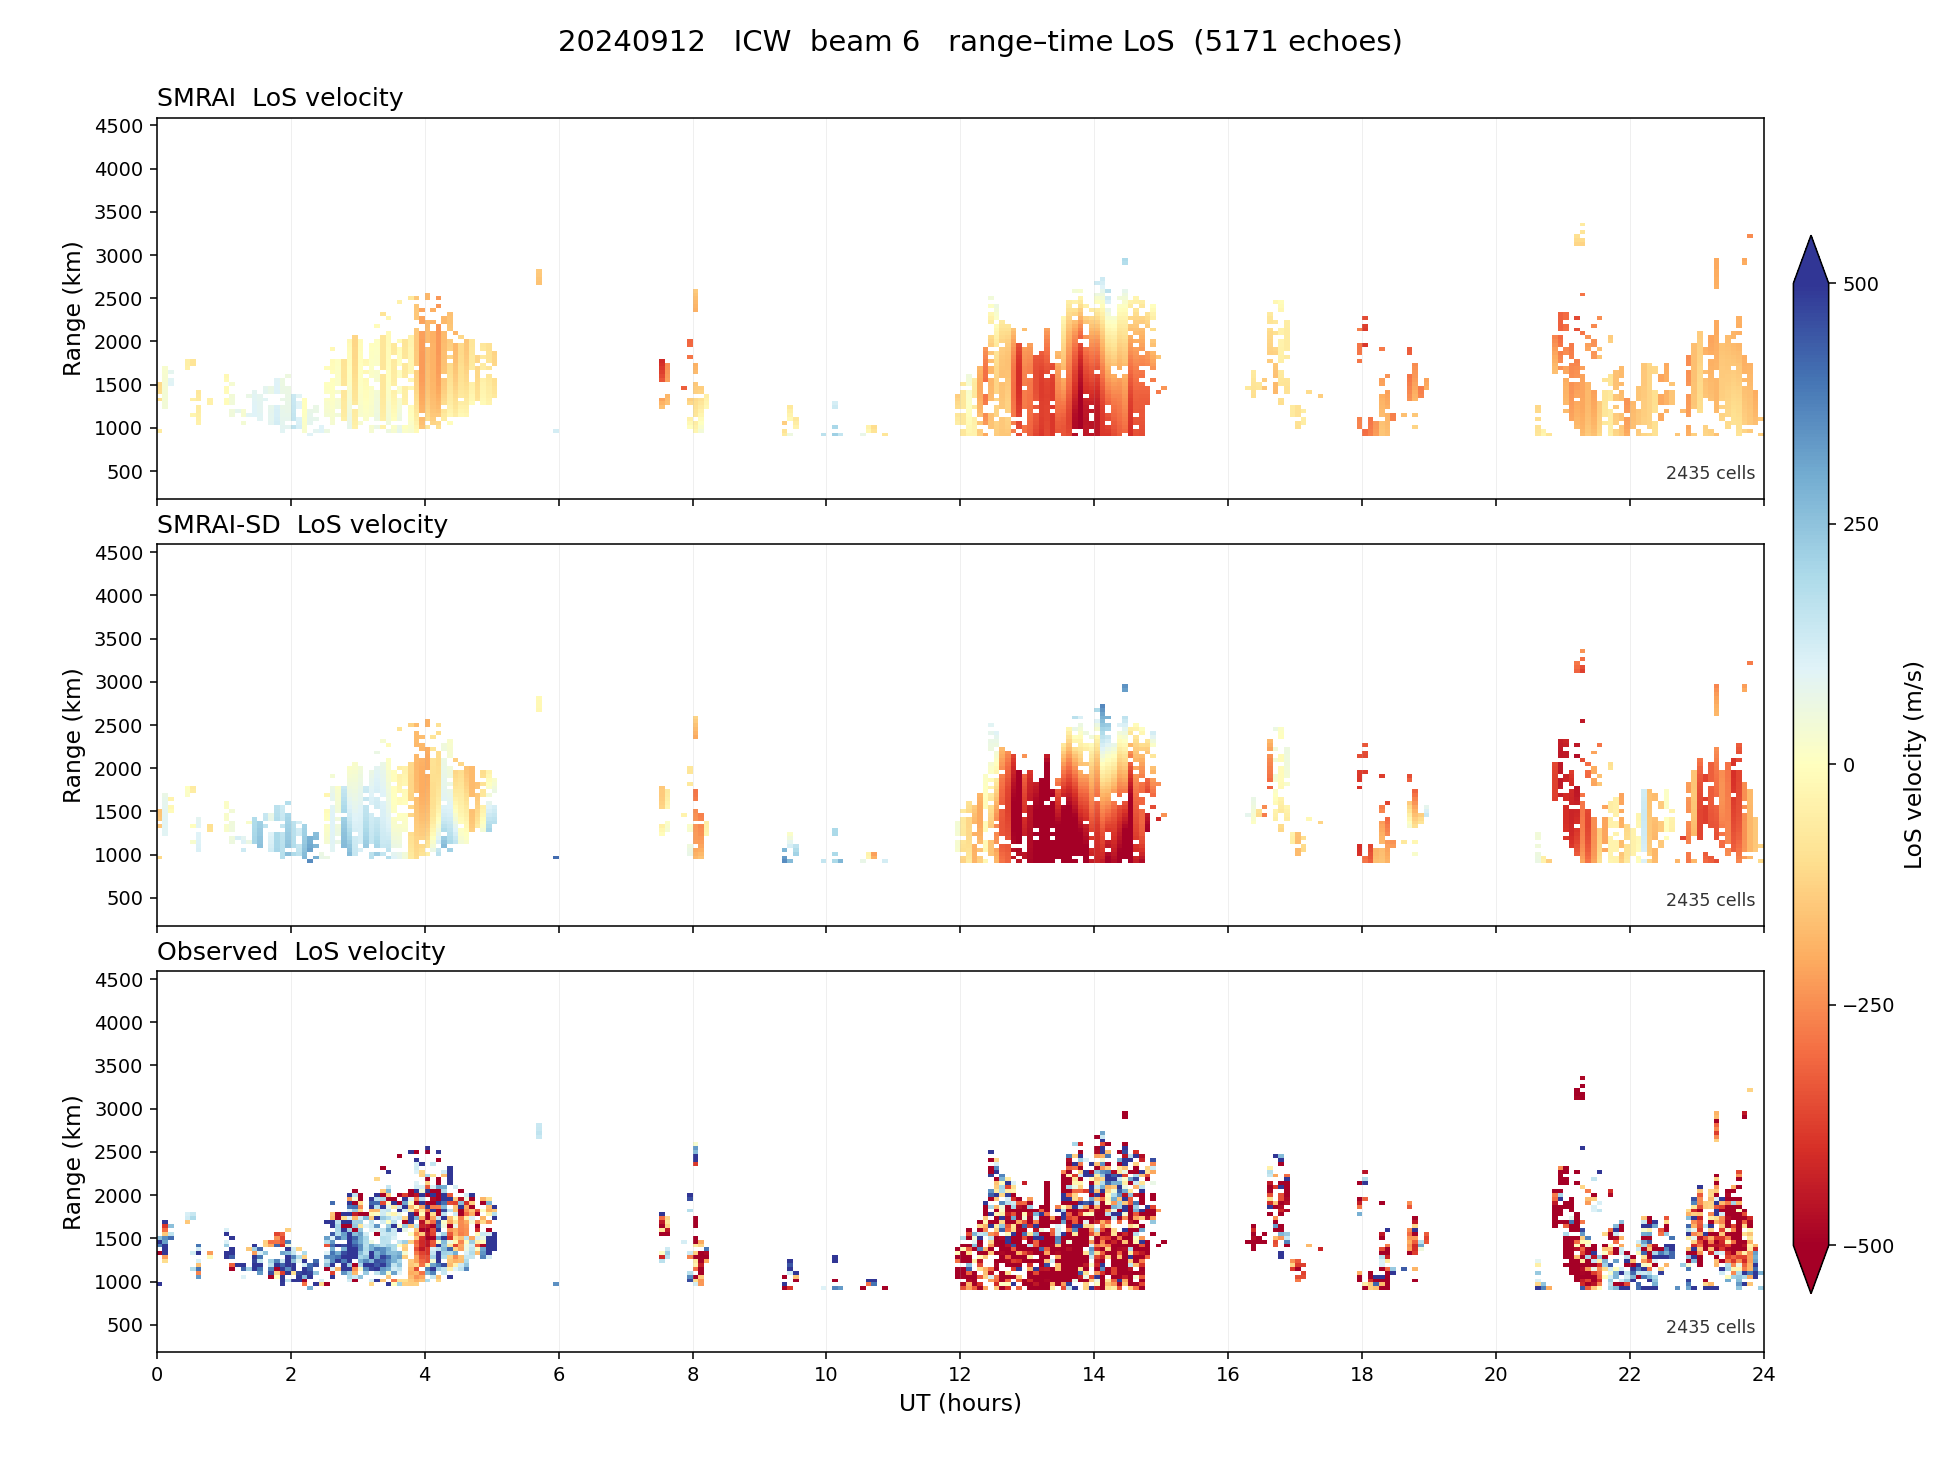 20240912   ICW  beam 6   range–time LoS  (5171 echoes)
SMRAI  LoS velocity
4500
4000
3500
3000
2500
2000
1500
1000
500
Range (km)
2435 cells
SMRAI-SD  LoS velocity
4500
4000
3500
3000
2500
2000
1500
1000
500
Range (km)
2435 cells
Observed  LoS velocity
4500
4000
3500
3000
2500
2000
1500
1000
500
Range (km)
2435 cells
0 2 4 6 8 10 12 14 16 18 20 22 24
UT (hours)
500
250
0
−250
−500
LoS velocity (m/s)